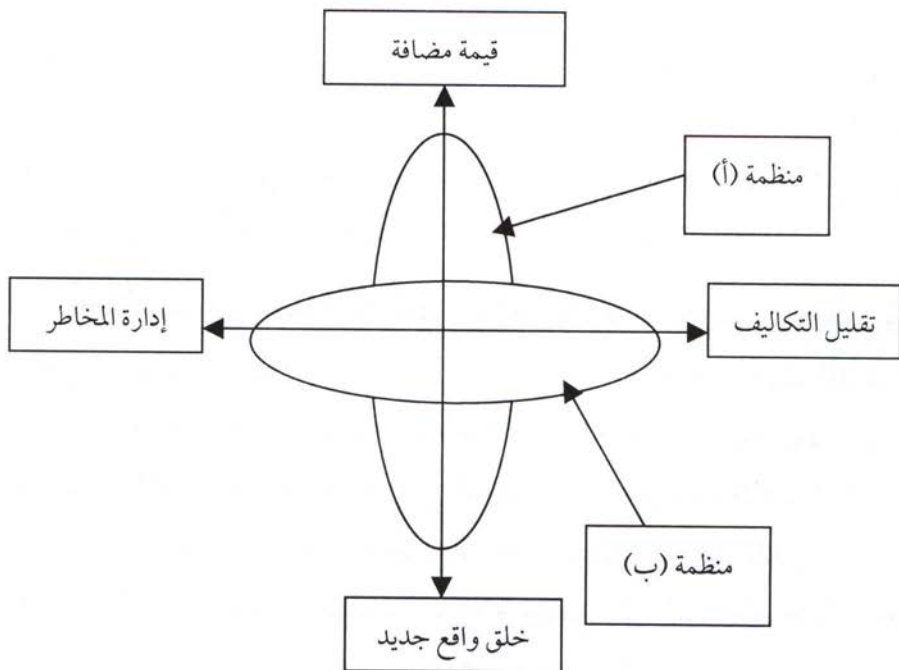 قيمة مضافة
منظمة (أ)
إدارة المخاطر
تقليل التكاليف
منظمة (ب)
خلق واقع جديد